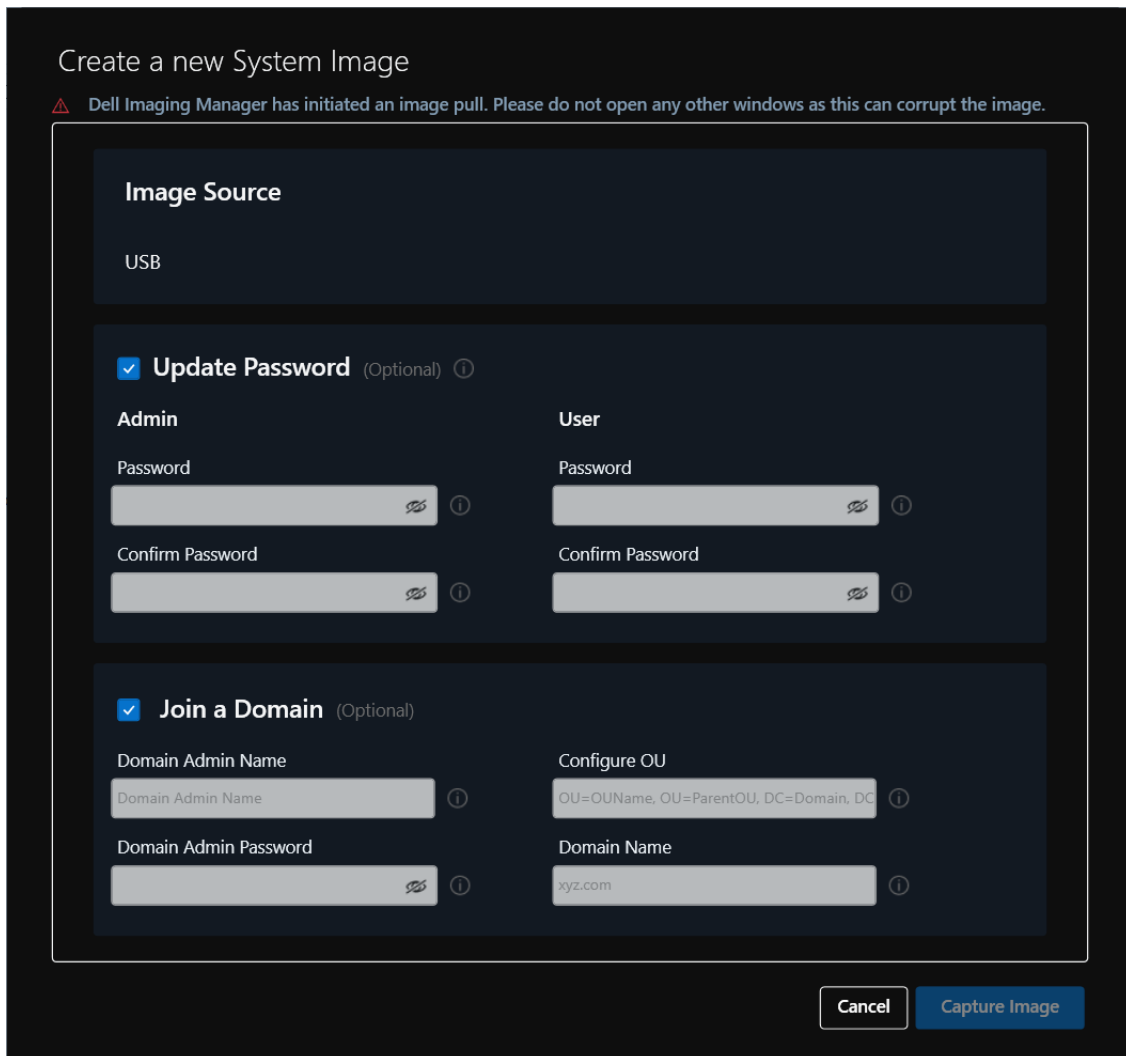 Create a new System Image
Dell Imaging Manager has initiated an image pull. Please do not open any other windows as this can corrupt the image.
Image Source
USB
Update Password (Optional)
Admin
User
Password
Password
Confirm Password
Confirm Password
Join a Domain (Optional)
Domain Admin Name
Configure OU
Domain Admin Name
OU=OUName, OU=ParentOU, DC=Domain, DC
Domain Admin Password
Domain Name
xyz.com
Cancel
Capture Image